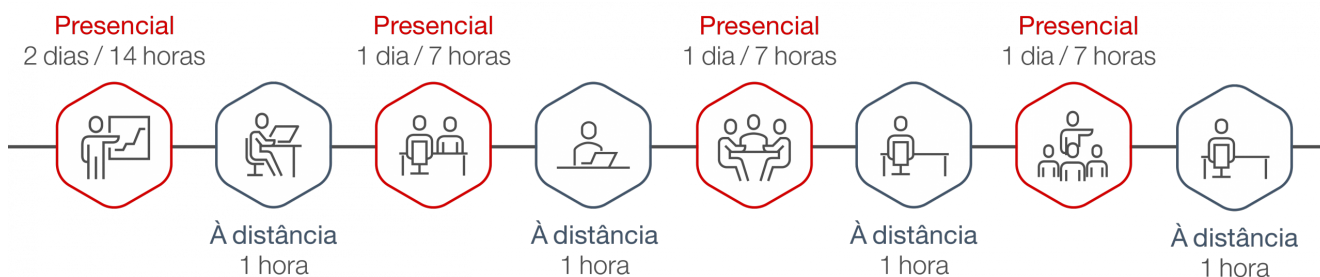 Presencial
2 dias / 14 horas
À distância
1 hora
Presencial
1 dia / 7 horas
À distância
1 hora
Presencial
1 dia / 7 horas
À distância
1 hora
Presencial
1 dia / 7 horas
À distância
1 hora